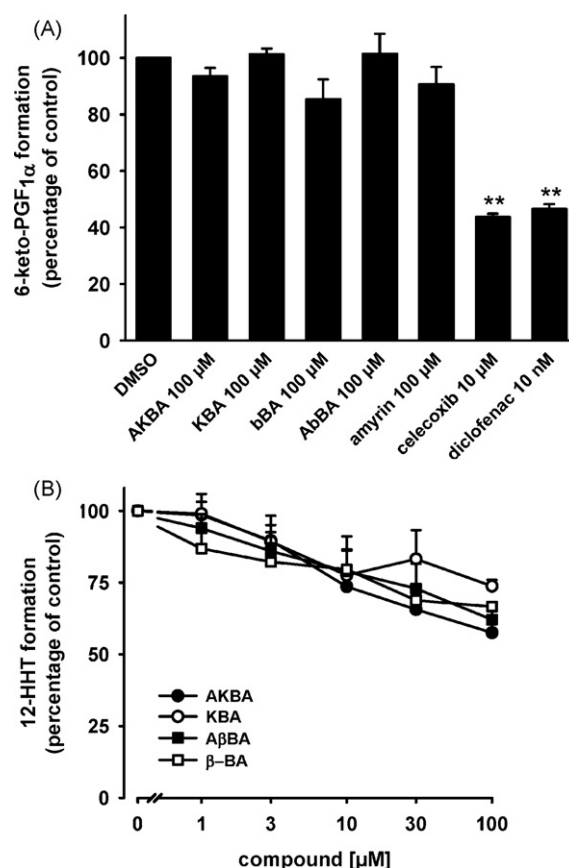 (A)
6-keto-PGF1α formation
(percentage of control)
100
80
60
40
20
0
** **
DMSO
AKBA 100 µM
KBA 100 µM
bBA 100 µM
AbBA 100 µM
amyrin 100 µM
celecoxib 10 µM
diclofenac 10 nM
(B)
12-HHT formation
(percentage of control)
100
75
50
25
0
AKBA
KBA
AβBA
β–BA
0 1 3 10 30 100
compound [µM]